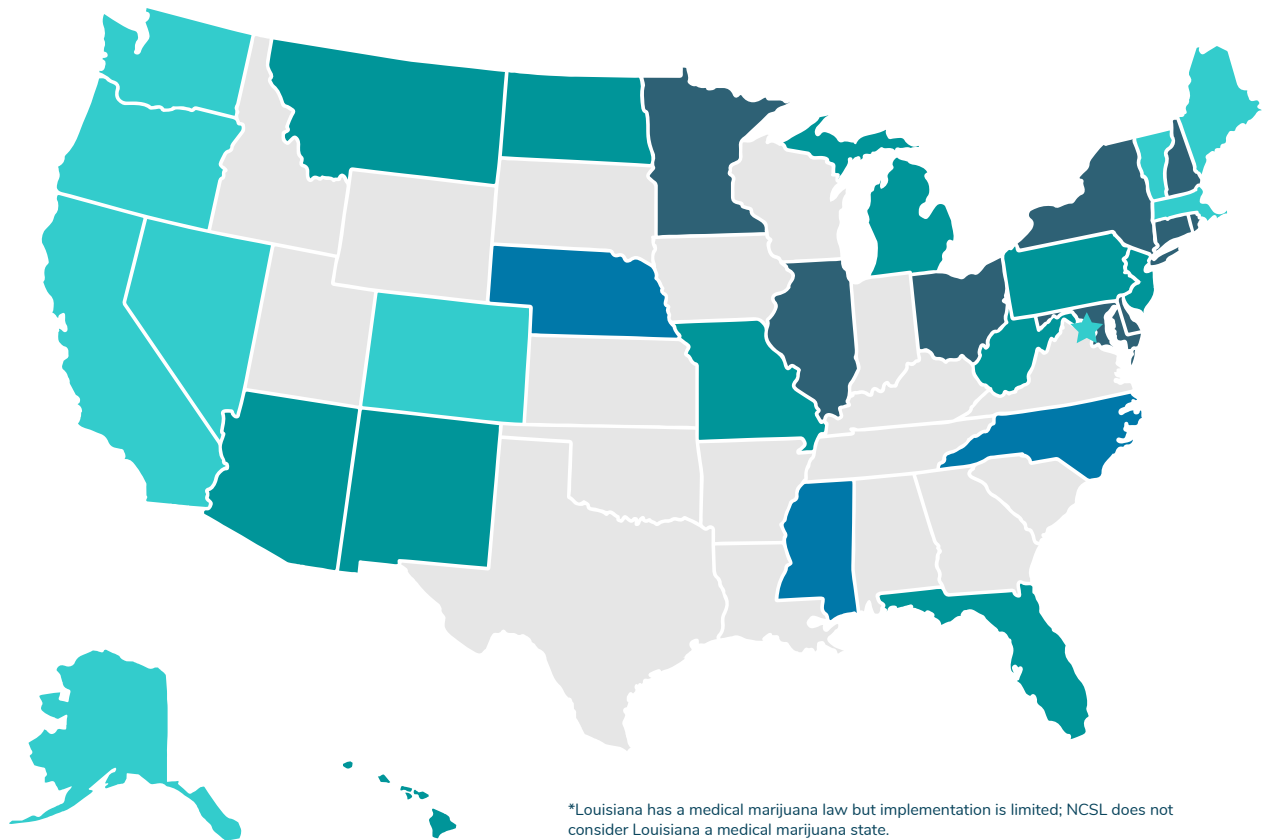 *Louisiana has a medical marijuana law but implementation is limited; NCSL does not
consider Louisiana a medical marijuana state.